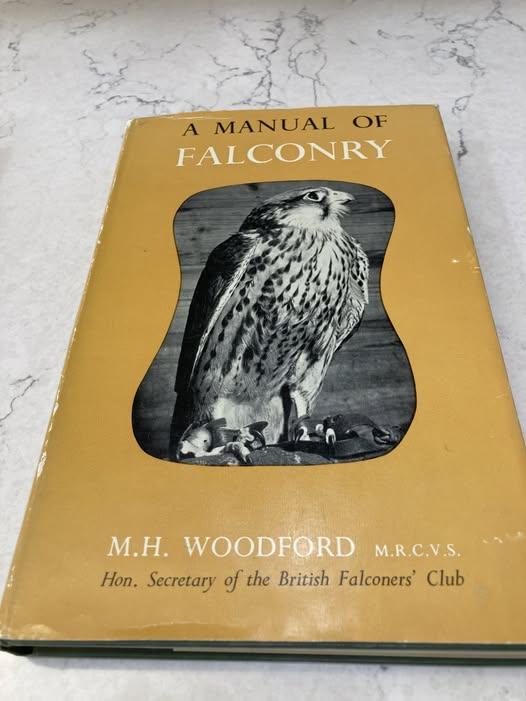 A MANUAL OF
FALCONRY
M.H. WOODFORD M.R.C.V.S.
Hon. Secretary of the British Falconers' Club